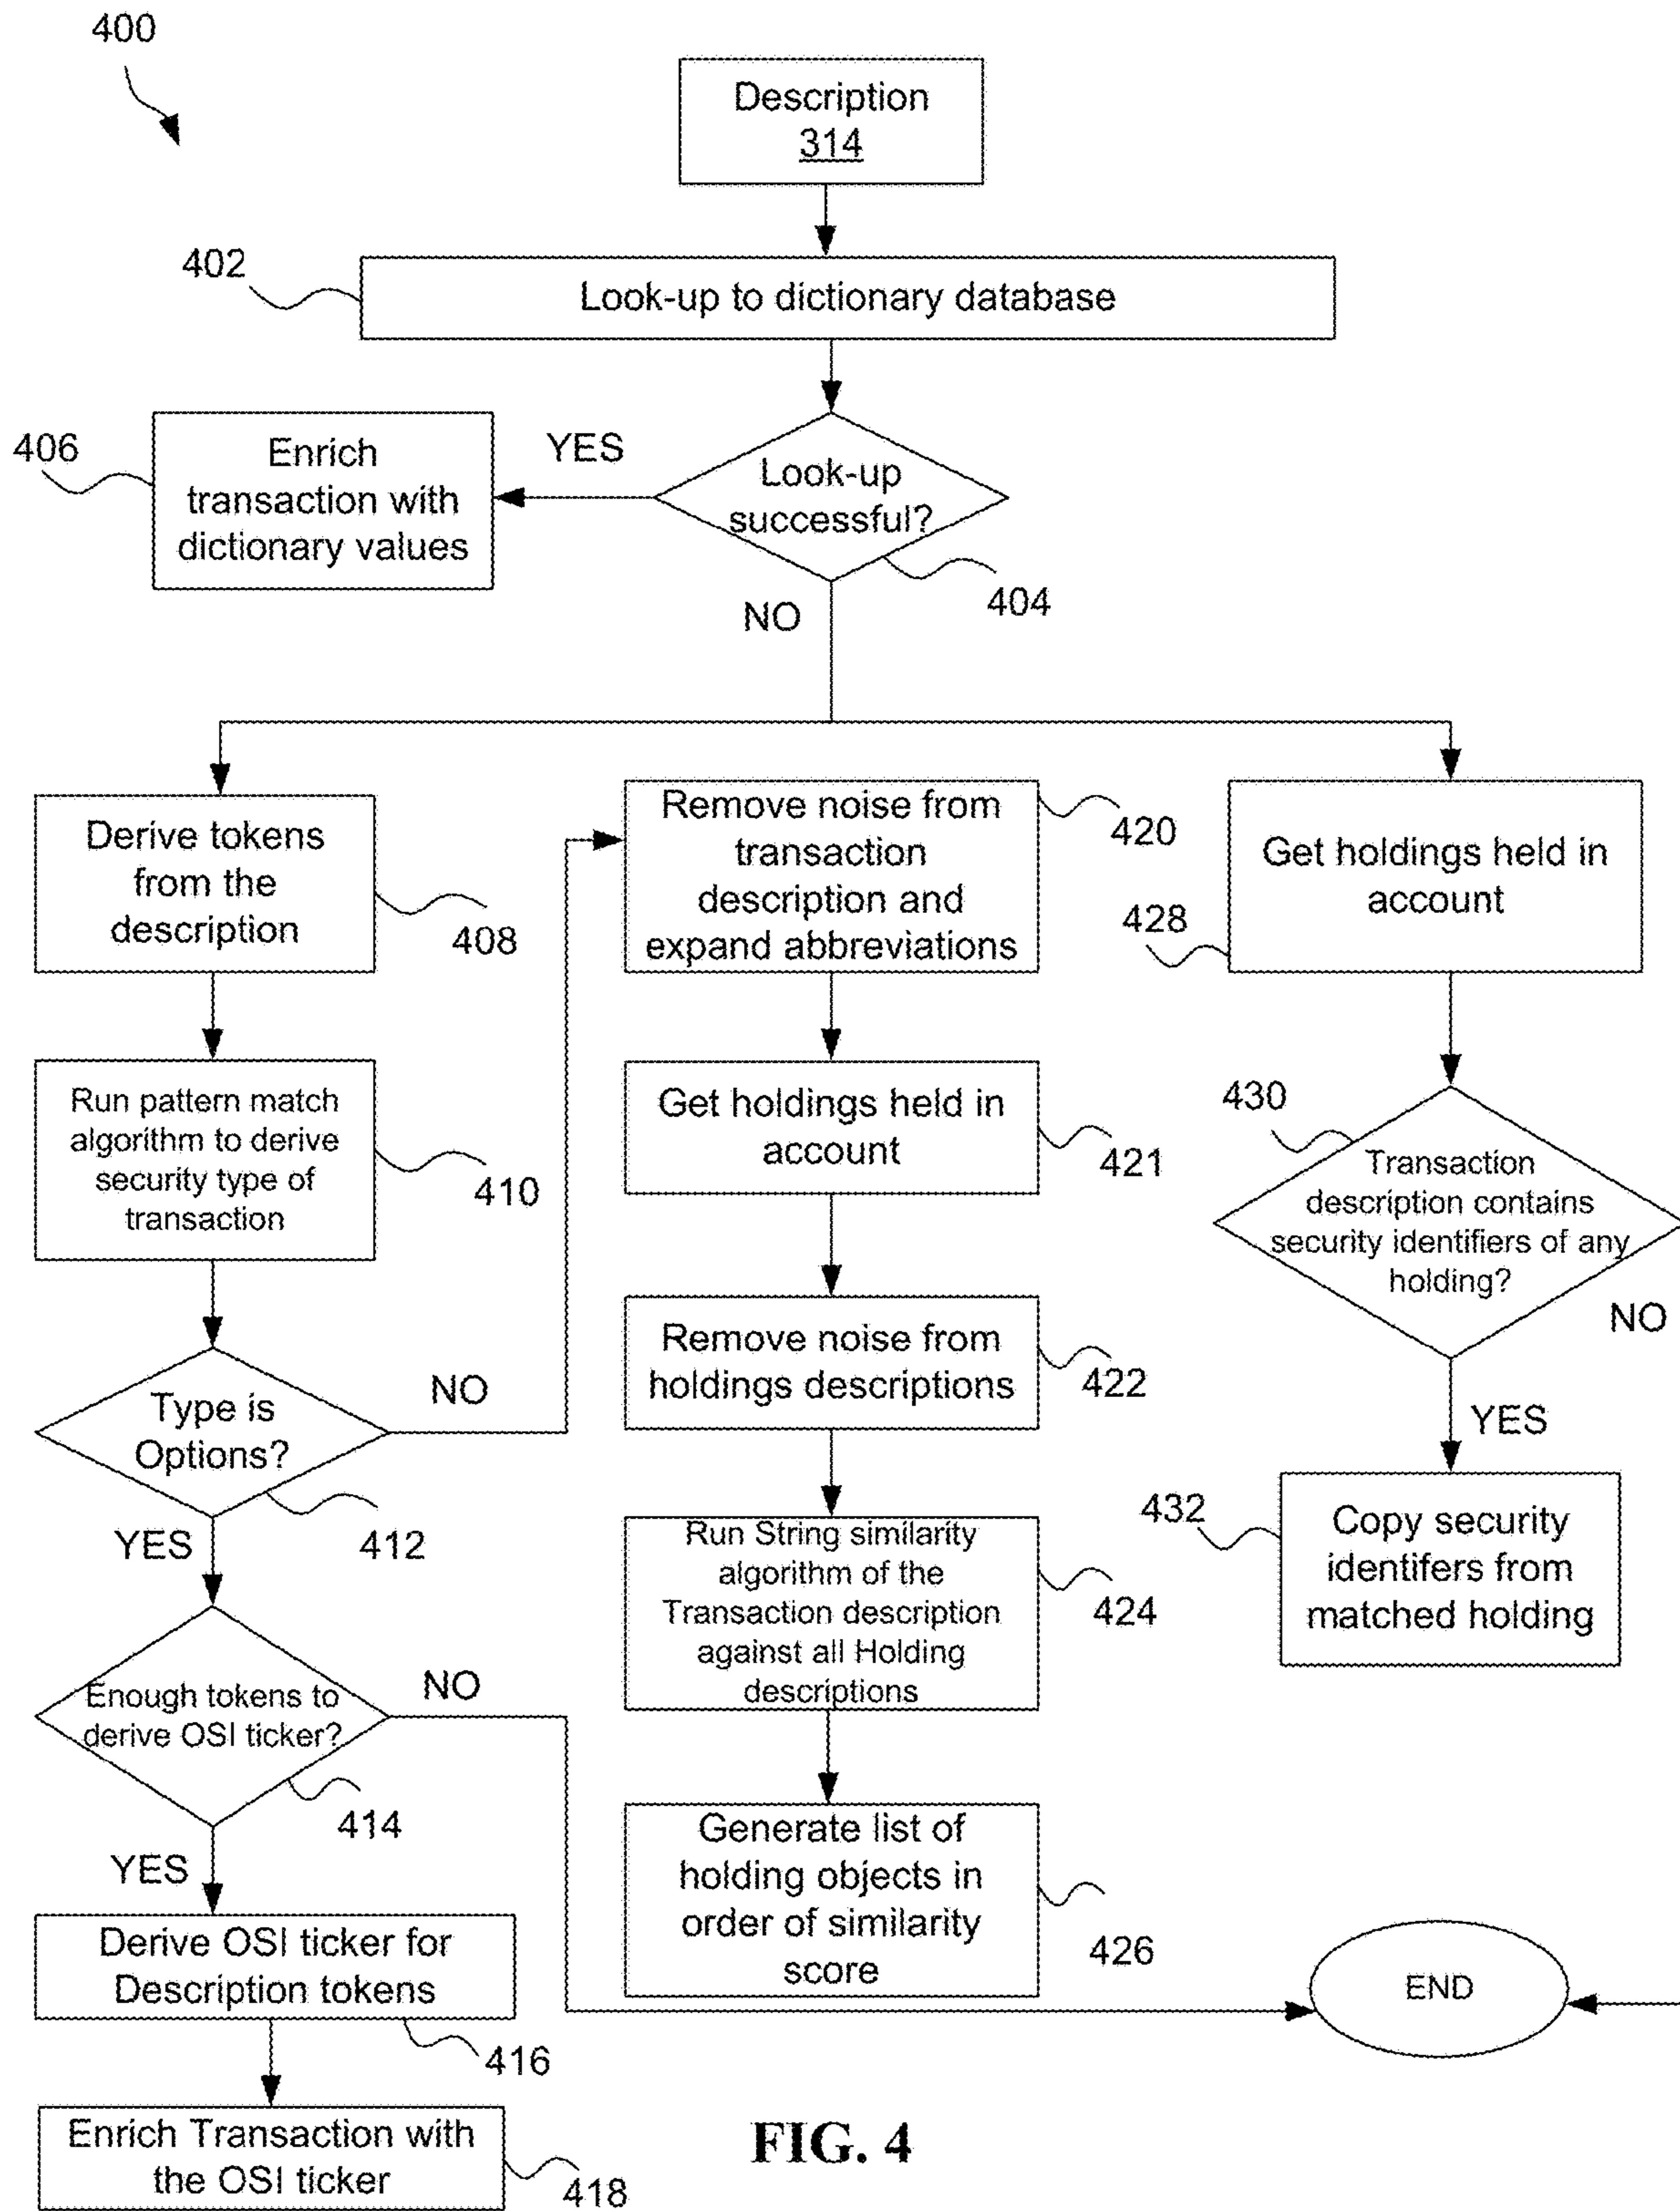 400
Description
314
402
Look-up to dictionary database
406
Enrich
transaction with
dictionary values
YES
Look-up
successful?
404
NO
Derive tokens
from the
description
408
Remove noise from
transaction
description and
expand abbreviations
420
Get holdings held in
account
428
Run pattern match
algorithm to derive
security type of
transaction
410
Get holdings held in
account
421
430
Transaction
description contains
security identifiers of any
holding?
NO
Type is
Options?
NO
YES
412
Remove noise from
holdings descriptions
422
YES
432
Copy security
identifers from
matched holding
Enough tokens to
derive OSI ticker?
NO
414
YES
Run String similarity
algorithm of the
Transaction description
against all Holding
descriptions
424
Generate list of
holding objects in
order of similarity
score
426
END
Derive OSI ticker for
Description tokens
416
Enrich Transaction with
the OSI ticker
418
FIG. 4